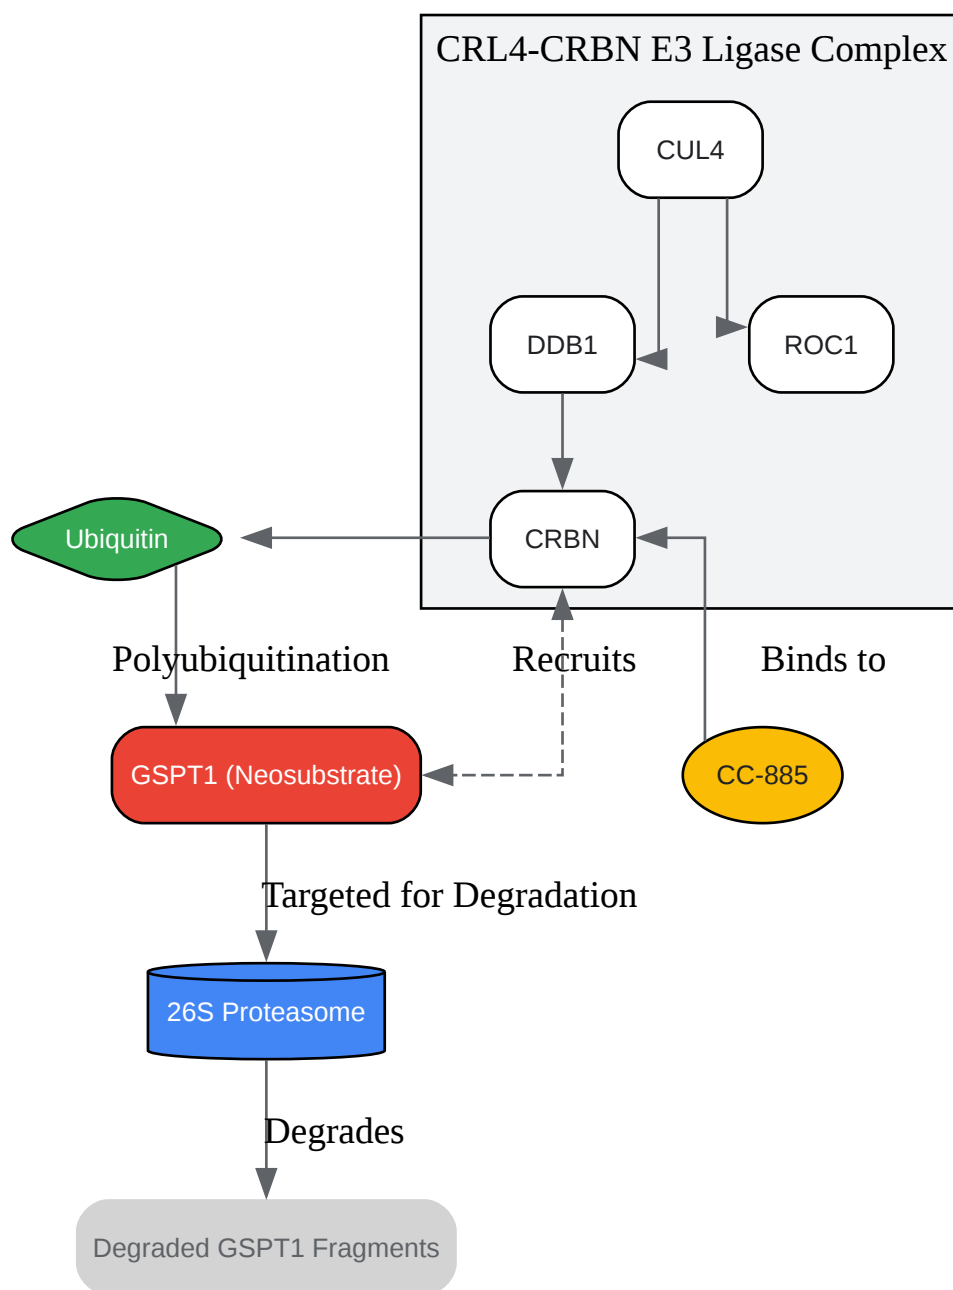 CRL4-CRBN E3 Ligase Complex
CUL4
DDB1
ROC1
Ubiquitin
CRBN
Polyubiquitination
Recruits
Binds to
GSPT1 (Neosubstrate)
CC-885
Targeted for Degradation
26S Proteasome
Degrades
Degraded GSPT1 Fragments